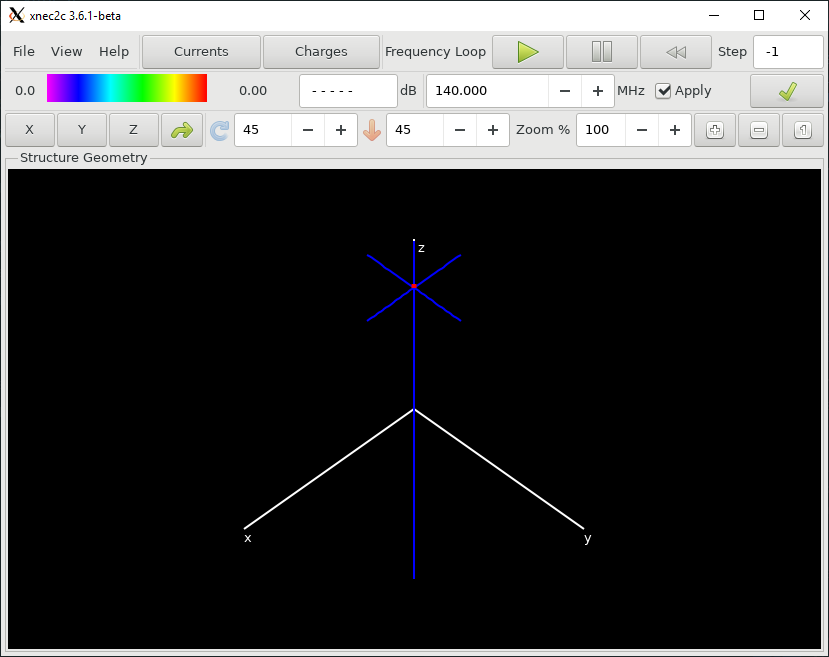 xnec2c 3.6.1-beta
File View Help Currents Charges Frequency Loop Step -1
0.0 0.00 - - - - - dB 140.000 MHz Apply
X Y Z 45 45 Zoom % 100 1
Structure Geometry
z
x
y